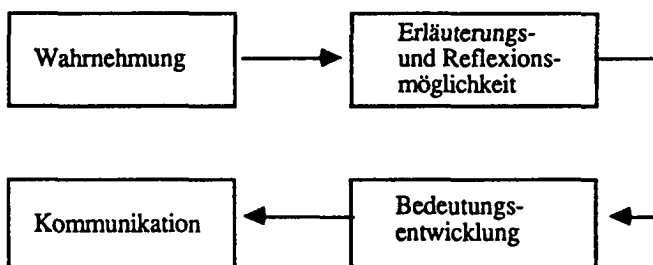 Wahrnehmung
Erläuterungs-
und Reflexions-
möglichkeit
Kommunikation
Bedeutungs-
entwicklung